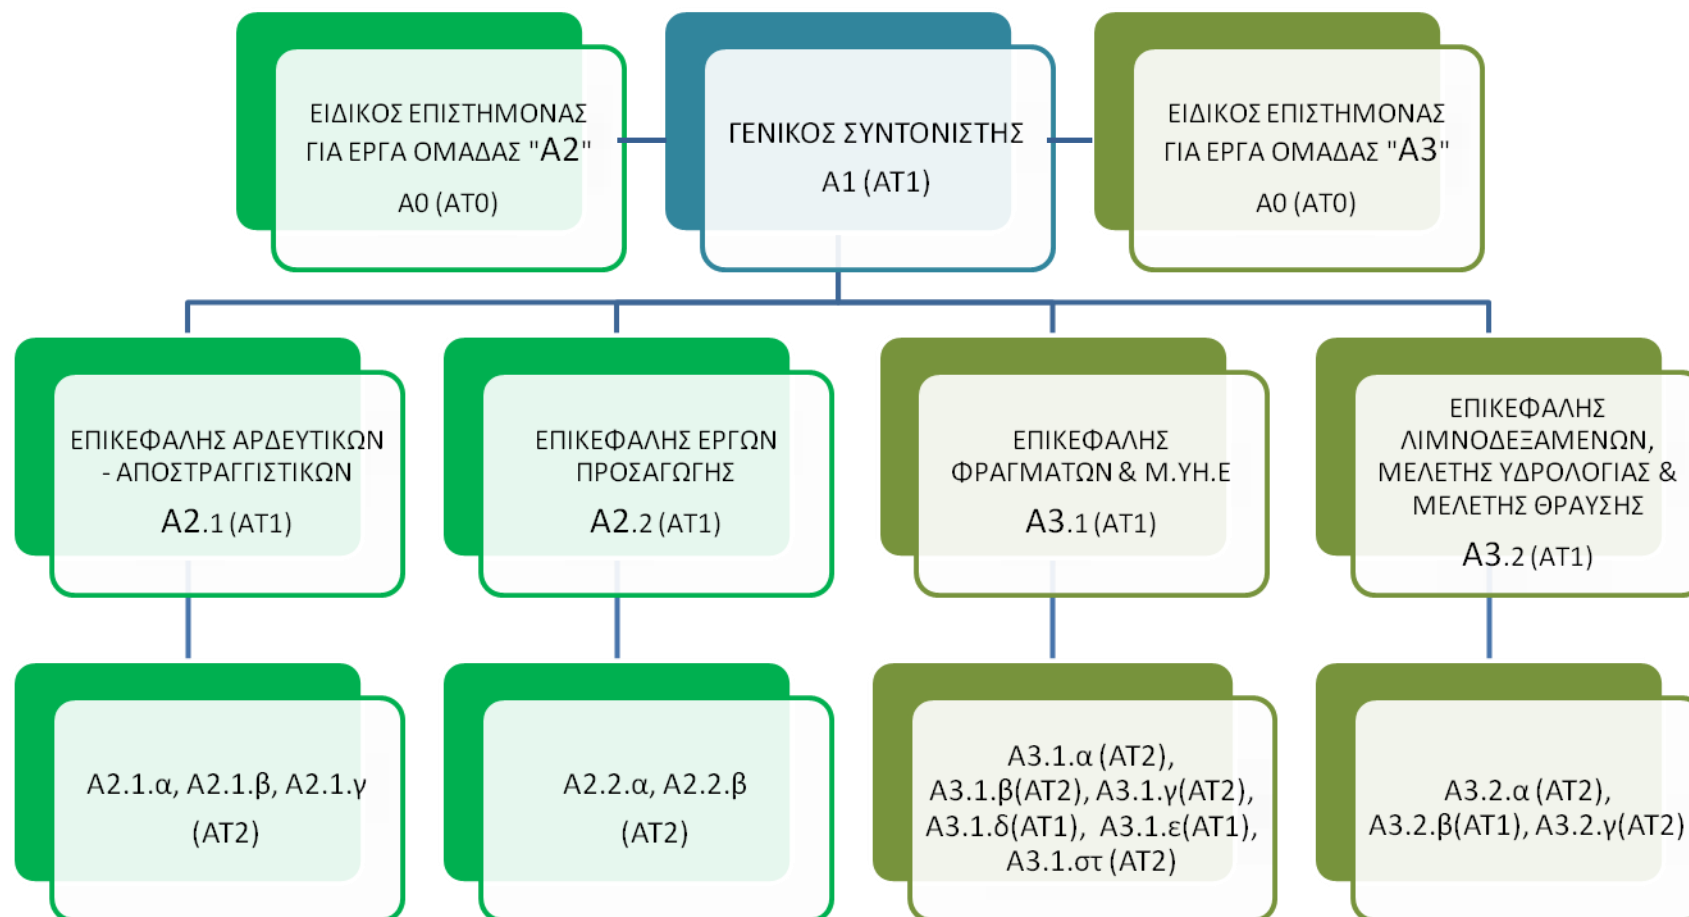 ΕΙΔΙΚΟΣ ΕΠΙΣΤΗΜΟΝΑΣ
ΓΙΑ ΕΡΓΑ ΟΜΑΔΑΣ "Α2"
Α0 (ΑΤ0)
ΓΕΝΙΚΟΣ ΣΥΝΤΟΝΙΣΤΗΣ
Α1 (ΑΤ1)
ΕΙΔΙΚΟΣ ΕΠΙΣΤΗΜΟΝΑΣ
ΓΙΑ ΕΡΓΑ ΟΜΑΔΑΣ "Α3"
Α0 (ΑΤ0)
ΕΠΙΚΕΦΑΛΗΣ ΑΡΔΕΥΤΙΚΩΝ
- ΑΠΟΣΤΡΑΓΓΙΣΤΙΚΩΝ
Α2.1 (ΑΤ1)
ΕΠΙΚΕΦΑΛΗΣ ΕΡΓΩΝ
ΠΡΟΣΑΓΩΓΗΣ
Α2.2 (ΑΤ1)
ΕΠΙΚΕΦΑΛΗΣ
ΦΡΑΓΜΑΤΩΝ & Μ.ΥΗ.Ε
Α3.1 (ΑΤ1)
ΕΠΙΚΕΦΑΛΗΣ
ΛΙΜΝΟΔΕΞΑΜΕΝΩΝ,
ΜΕΛΕΤΗΣ ΥΔΡΟΛΟΓΙΑΣ &
ΜΕΛΕΤΗΣ ΘΡΑΥΣΗΣ
Α3.2 (ΑΤ1)
Α2.1.α, Α2.1.β, Α2.1.γ
(ΑΤ2)
Α2.2.α, Α2.2.β
(ΑΤ2)
Α3.1.α (ΑΤ2),
Α3.1.β(ΑΤ2), Α3.1.γ(ΑΤ2),
Α3.1.δ(ΑΤ1), Α3.1.ε(ΑΤ1),
Α3.1.στ (ΑΤ2)
Α3.2.α (ΑΤ2),
Α3.2.β(ΑΤ1), Α3.2.γ(ΑΤ2)